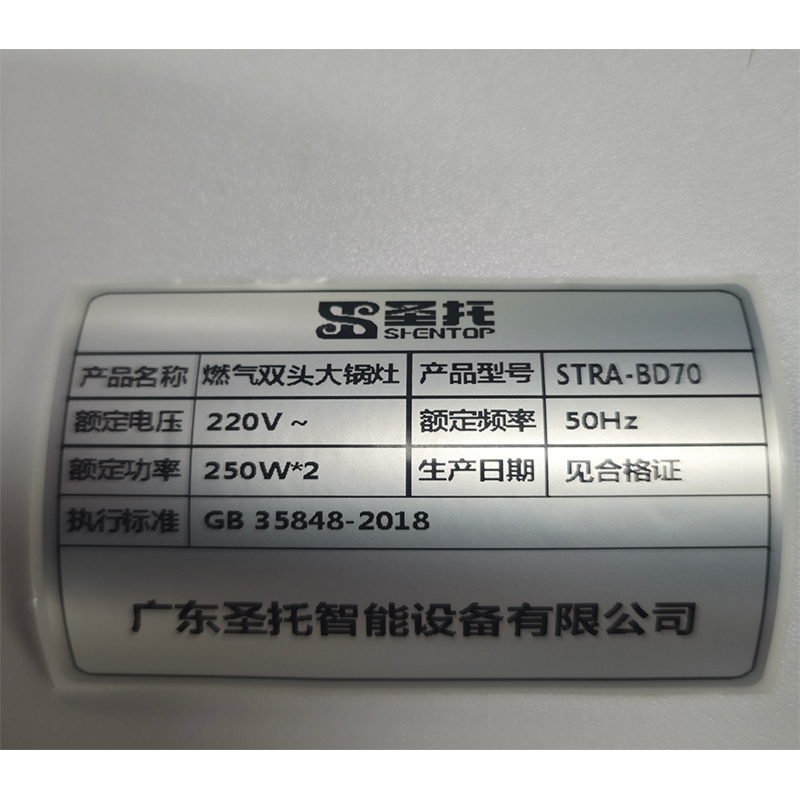 圣托
SHENTOP
产品名称 燃气双头大锅灶 产品型号 STRA-BD70
额定电压 220V~ 额定频率 50Hz
额定功率 250W*2 生产日期 见合格证
执行标准 GB 35848-2018
广东圣托智能设备有限公司